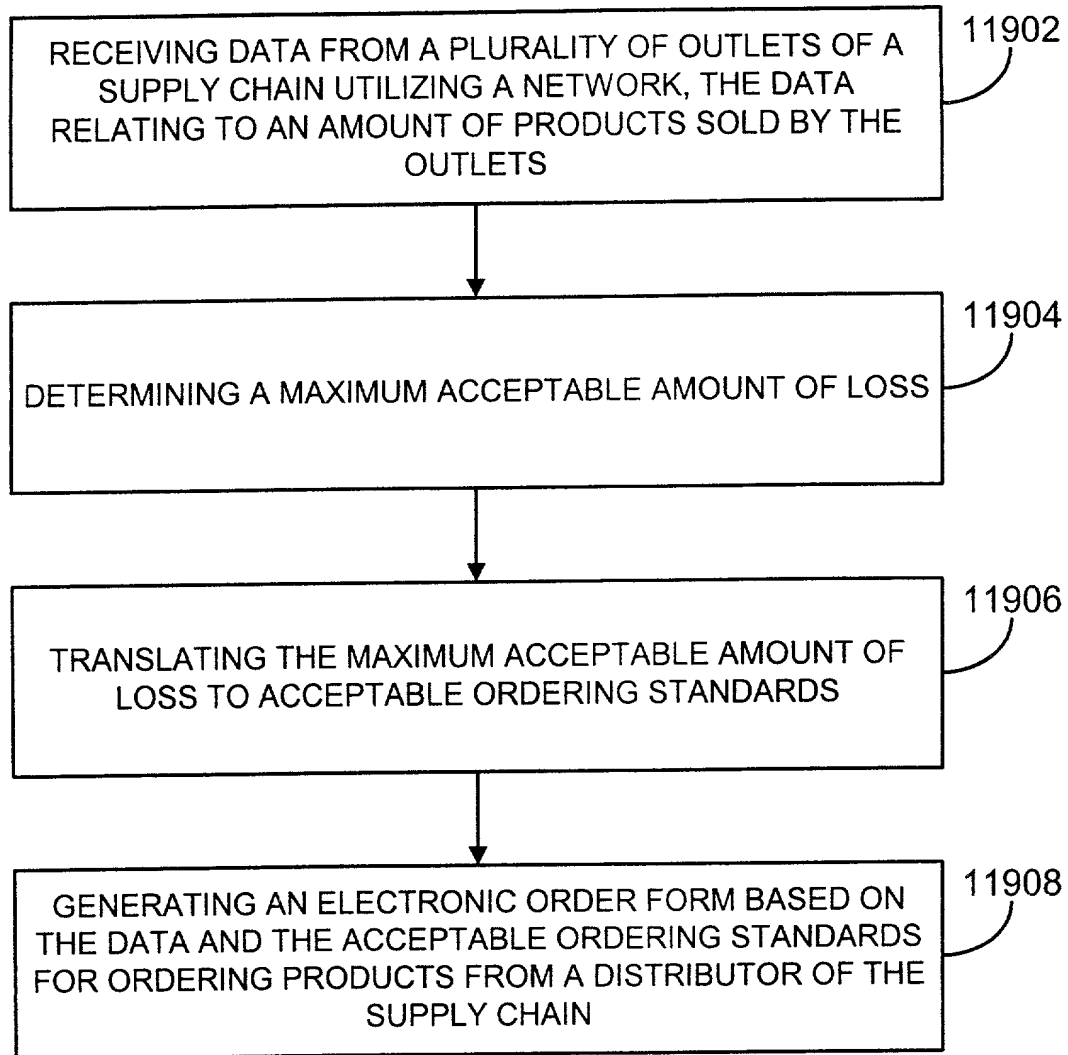 11902
RECEIVING DATA FROM A PLURALITY OF OUTLETS OF A
SUPPLY CHAIN UTILIZING A NETWORK, THE DATA
RELATING TO AN AMOUNT OF PRODUCTS SOLD BY THE
OUTLETS
11904
DETERMINING A MAXIMUM ACCEPTABLE AMOUNT OF LOSS
11906
TRANSLATING THE MAXIMUM ACCEPTABLE AMOUNT OF
LOSS TO ACCEPTABLE ORDERING STANDARDS
11908
GENERATING AN ELECTRONIC ORDER FORM BASED ON
THE DATA AND THE ACCEPTABLE ORDERING STANDARDS
FOR ORDERING PRODUCTS FROM A DISTRIBUTOR OF THE
SUPPLY CHAIN